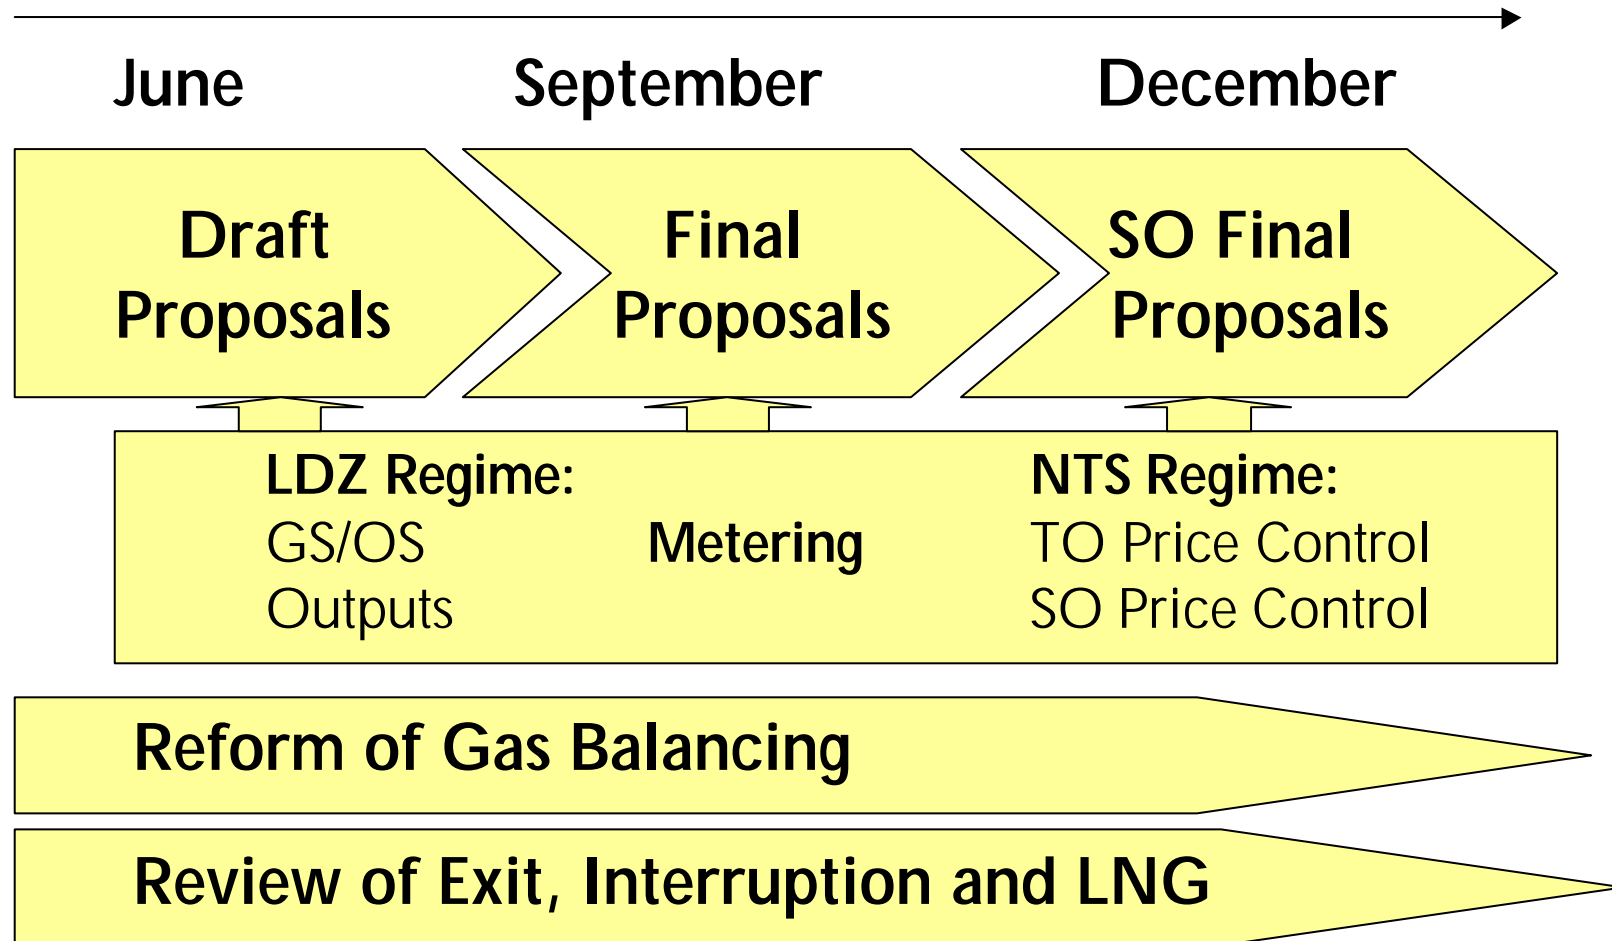 June September December
Draft
Proposals
Final
Proposals
SO Final
Proposals
LDZ Regime:
GS/OS
Outputs
Metering
NTS Regime:
TO Price Control
SO Price Control
Reform of Gas Balancing
Review of Exit, Interruption and LNG